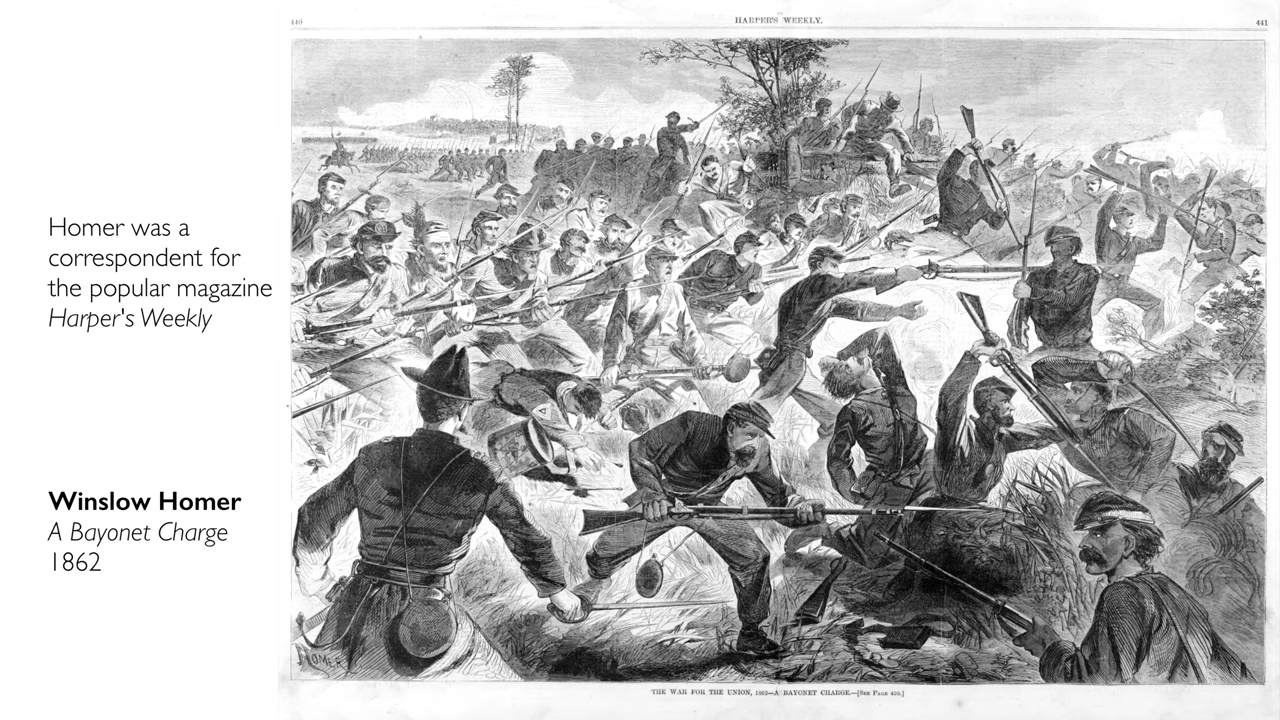 440
HARPER'S WEEKLY.
441
Homer was a
correspondent for
the popular magazine
Harper's Weekly
Winslow Homer
A Bayonet Charge
1862
HOMER
THE WAR FOR THE UNION, 1862—A BAYONET CHARGE.—[SEE PAGE 439.]